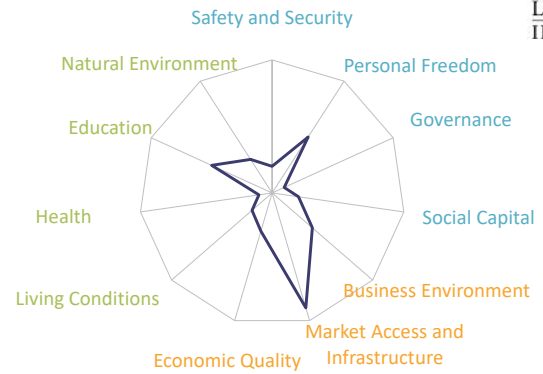 Safety and Security
Natural Environment
Personal Freedom
Education
Governance
Health
Social Capital
Living Conditions
Business Environment
Economic Quality
Market Access and
Infrastructure